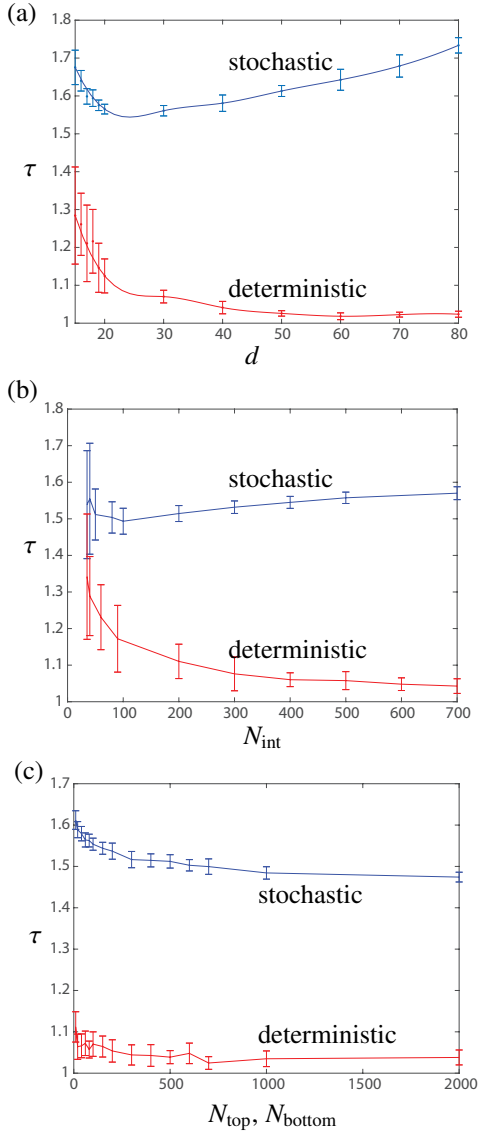 (a)
1.8
1.7
stochastic
1.6
1.5
τ
1.4
1.3
1.2
deterministic
1.1
1
20 30 40 50 60 70 80
d
(b)
1.8
1.7
stochastic
1.6
1.5
τ
1.4
1.3
1.2
deterministic
1.1
1
0 100 200 300 400 500 600 700
N_int
(c)
1.7
1.6
1.5
stochastic
1.4
τ
1.3
1.2
deterministic
1.1
1
0 500 1000 1500 2000
N_top, N_bottom